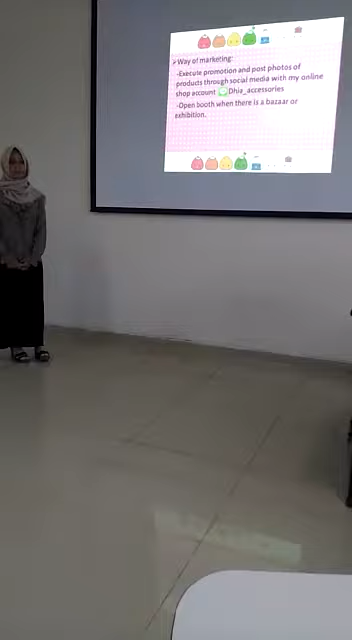 ➢Way of marketing:
-Execute promotion and post photos of
products through social media with my online
shop account Dhia_accessories
-Open booth when there is a bazaar or
exhibition.